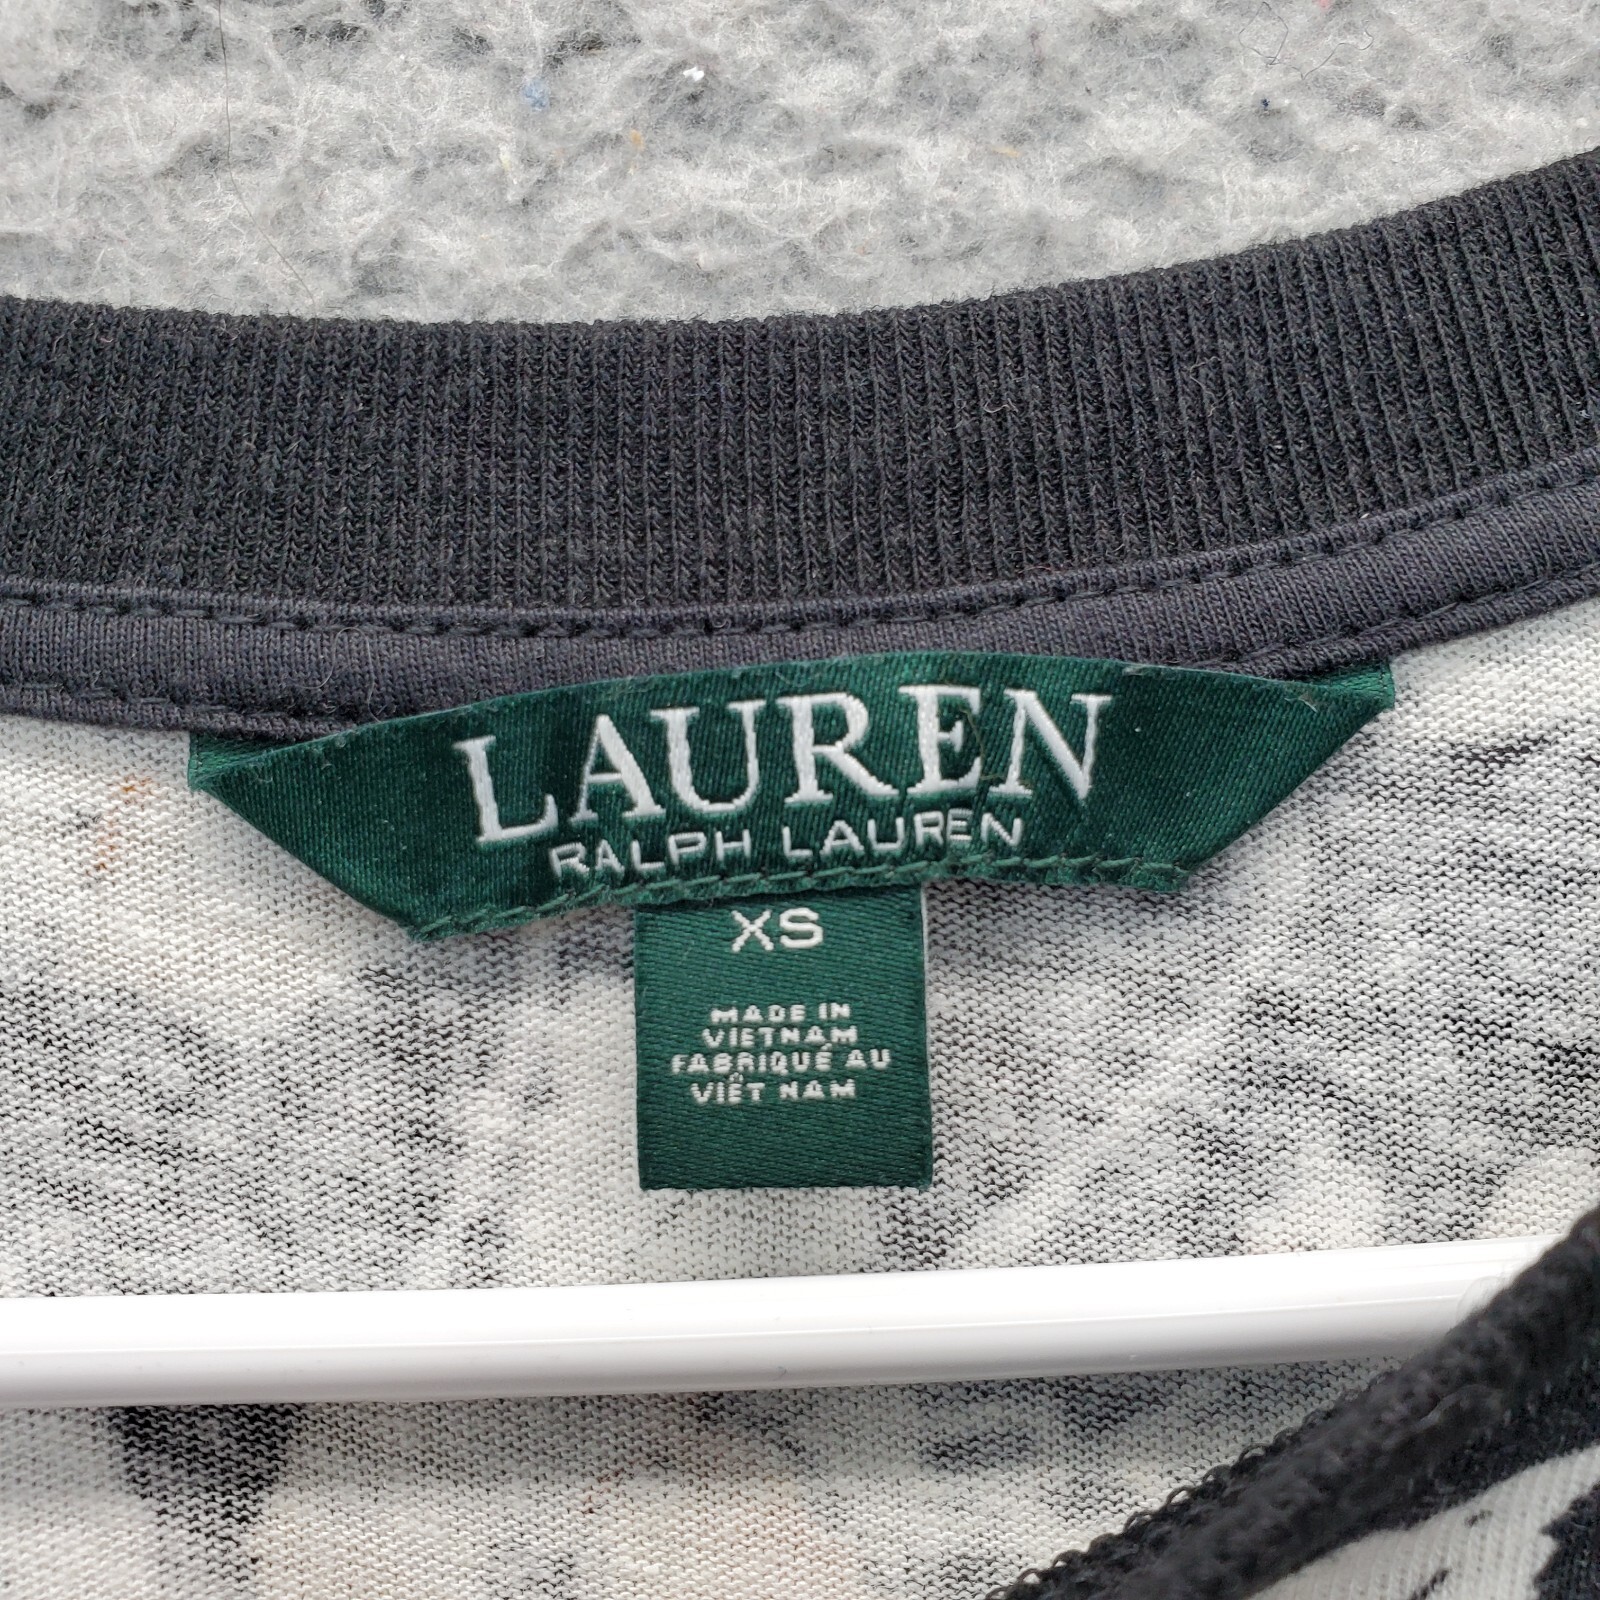 LAUREN
RALPH LAUREN
XS
MADE IN
VIETNAM
FABRIQUÉ AU
VIÊT NAM